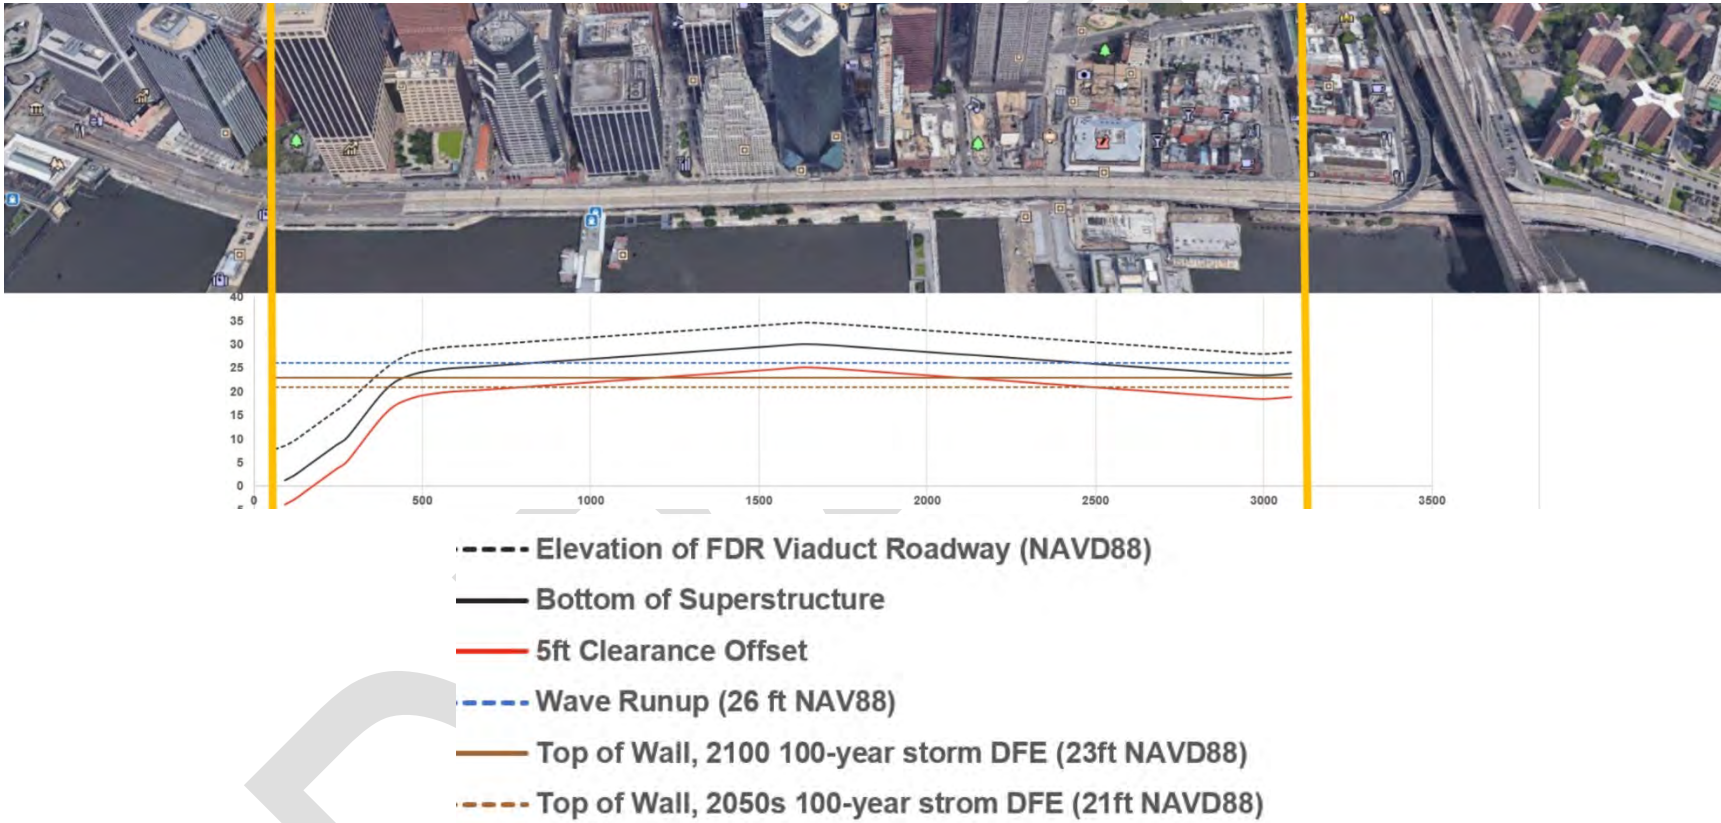 40
35
30
25
20
15
10
5
0
0 500 1000 1500 2000 2500 3000 3500
Elevation of FDR Viaduct Roadway (NAVD88)
Bottom of Superstructure
5ft Clearance Offset
Wave Runup (26 ft NAV88)
Top of Wall, 2100 100-year storm DFE (23ft NAVD88)
Top of Wall, 2050s 100-year strom DFE (21ft NAVD88)